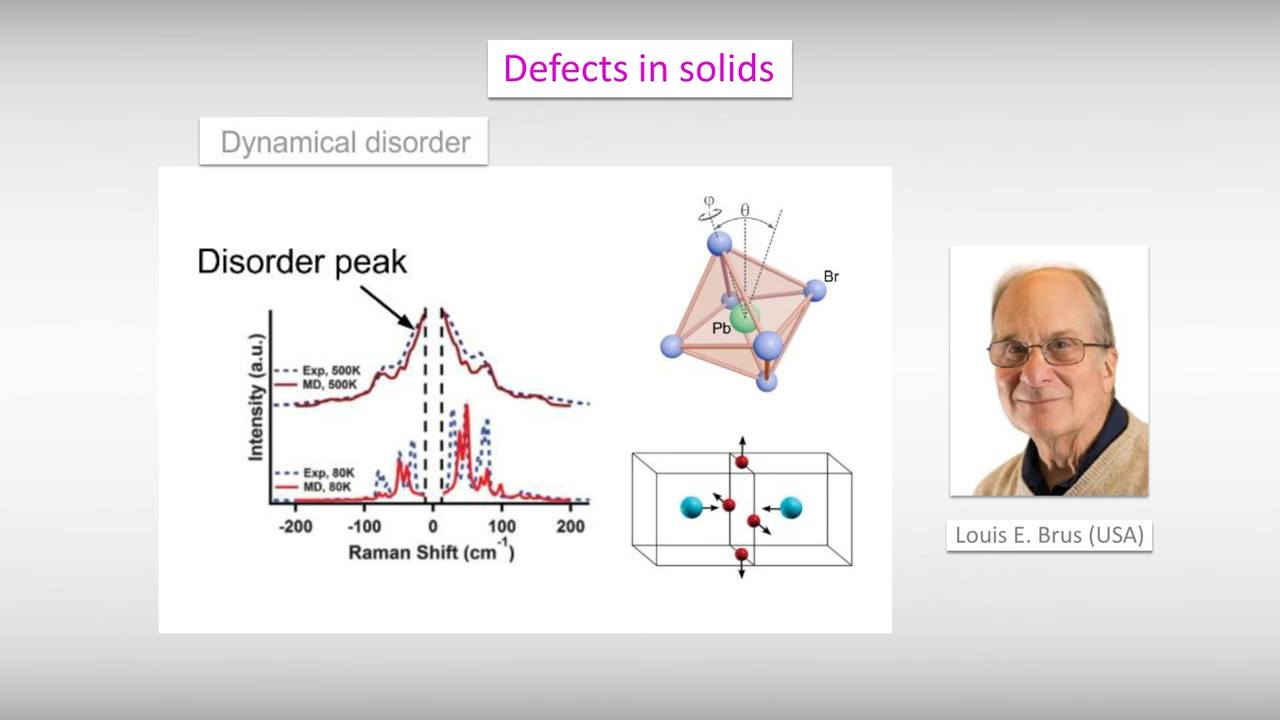 Defects in solids
Dynamical disorder
Disorder peak
Intensity (a.u.)
Exp, 500K
MD, 500K
Exp, 80K
MD, 80K
-200 -100 0 100 200
Raman Shift (cm⁻¹)
φ θ
Br
Pb
Louis E. Brus (USA)